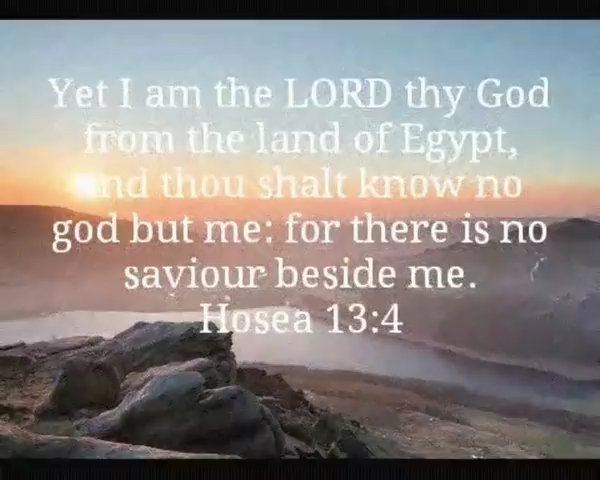 Yet I am the LORD thy God
from the land of Egypt,
and thou shalt know no
god but me: for there is no
saviour beside me.
Hosea 13:4